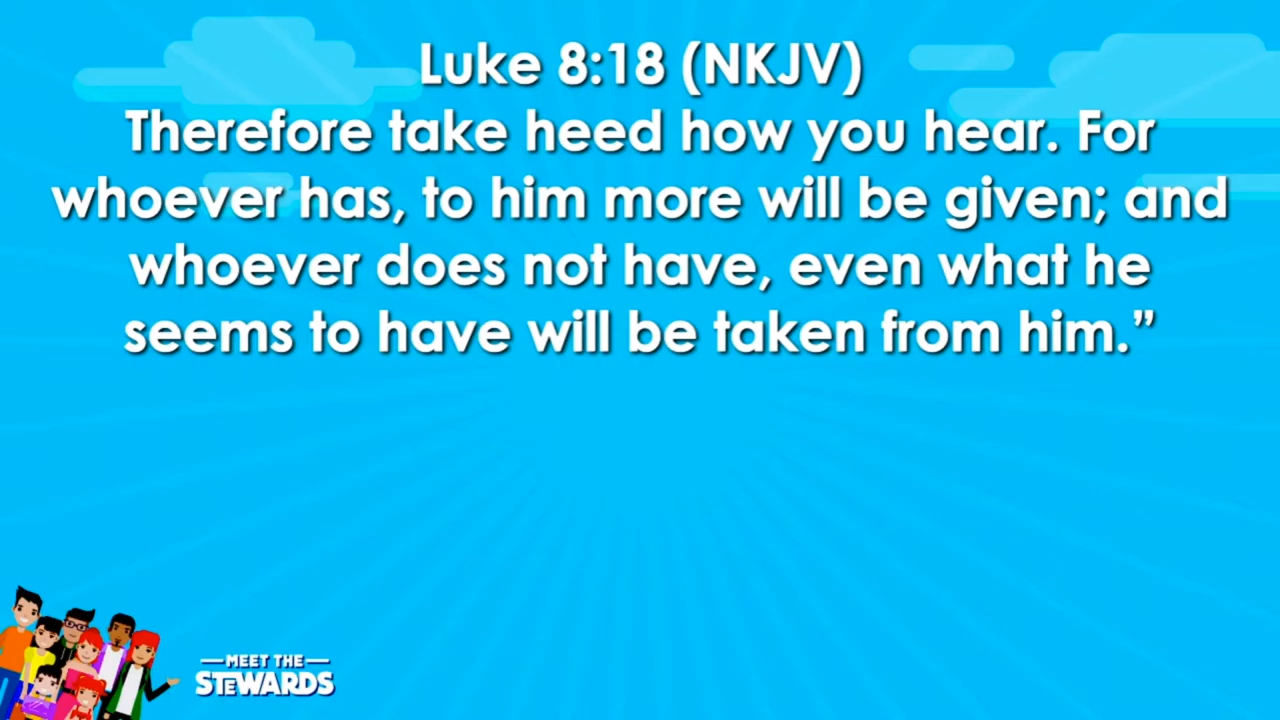 Luke 8:18 (NKJV)
Therefore take heed how you hear. For
whoever has, to him more will be given; and
whoever does not have, even what he
seems to have will be taken from him.”
MEET THE
STEWARDS